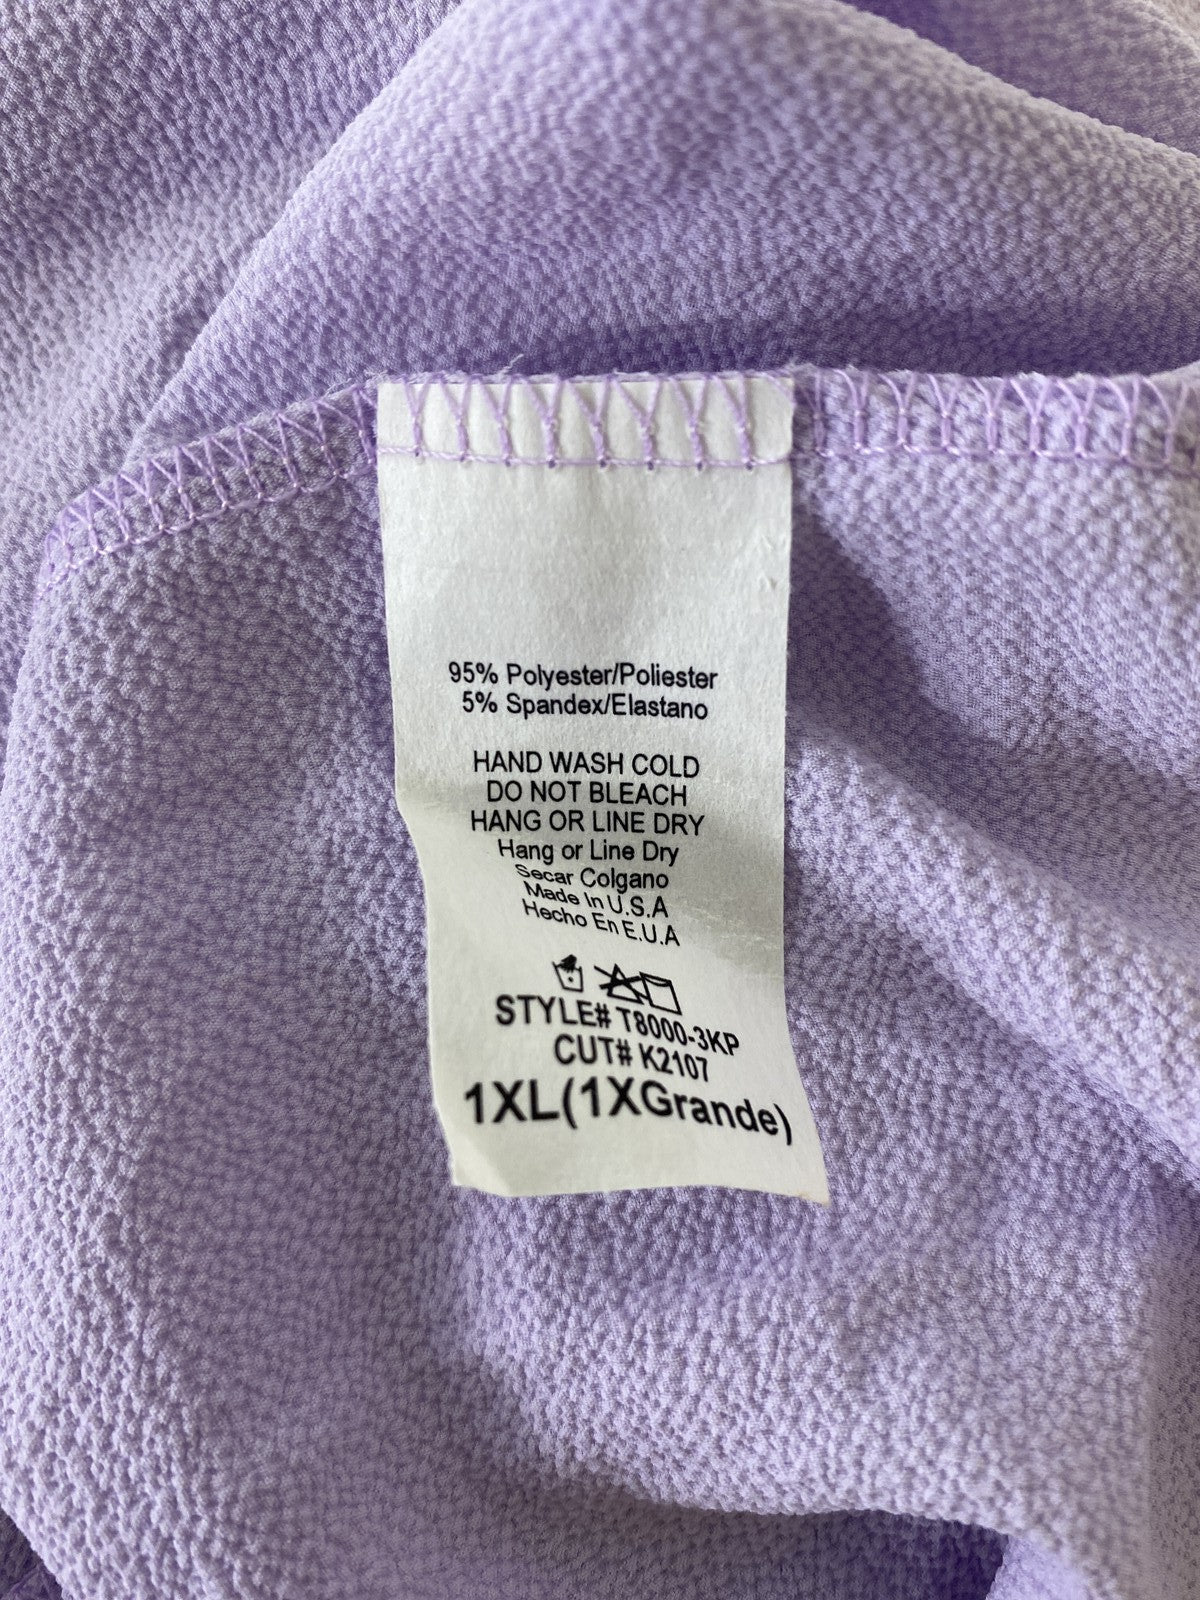 95% Polyester/Poliester
5% Spandex/Elastano
HAND WASH COLD
DO NOT BLEACH
HANG OR LINE DRY
Hang or Line Dry
Secar Colgano
Made In U.S.A
Hecho En E.U.A
STYLE# T8000-3KP
CUT# K2107
1XL(1XGrande)